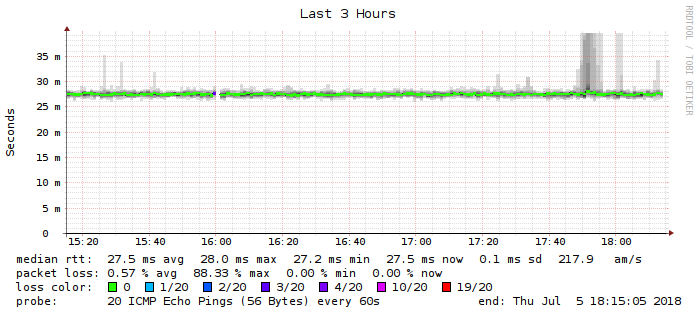 Last 3 Hours
RRDTOOL / TOBI OETIKER
Seconds
35 m
30 m
25 m
20 m
15 m
10 m
5 m
0
15:20 15:40 16:00 16:20 16:40 17:00 17:20 17:40 18:00
median rtt: 27.5 ms avg 28.0 ms max 27.2 ms min 27.5 ms now 0.1 ms sd 217.9 am/s
packet loss: 0.57 % avg 88.33 % max 0.00 % min 0.00 % now
loss color: 0 1/20 2/20 3/20 4/20 10/20 19/20
probe: 20 ICMP Echo Pings (56 Bytes) every 60s end: Thu Jul 5 18:15:05 2018